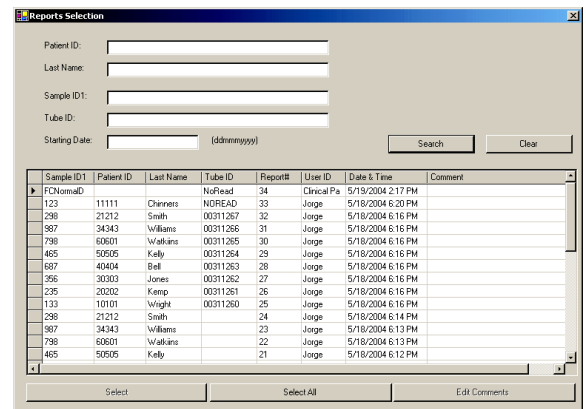 Reports Selection
Patient ID:
Last Name:
Sample ID1:
Tube ID:
Starting Date: (ddmmmyyyy) Search Clear
Sample ID1 Patient ID Last Name Tube ID Report# User ID Date & Time Comment
FCNormalD NoRead 34 Clinical Pa 5/19/2004 2:17 PM
123 11111 Chinners NOREAD 33 Jorge 5/18/2004 6:20 PM
298 21212 Smith 00311267 32 Jorge 5/18/2004 6:16 PM
987 34343 Williams 00311266 31 Jorge 5/18/2004 6:16 PM
798 60601 Watkiins 00311265 30 Jorge 5/18/2004 6:16 PM
465 50505 Kelly 00311264 29 Jorge 5/18/2004 6:16 PM
687 40404 Bell 00311263 28 Jorge 5/18/2004 6:16 PM
356 30303 Jones 00311262 27 Jorge 5/18/2004 6:16 PM
235 20202 Kemp 00311261 26 Jorge 5/18/2004 6:16 PM
133 10101 Wright 00311260 25 Jorge 5/18/2004 6:16 PM
298 21212 Smith 24 Jorge 5/18/2004 6:14 PM
987 34343 Williams 23 Jorge 5/18/2004 6:13 PM
798 60601 Watkiins 22 Jorge 5/18/2004 6:13 PM
465 50505 Kelly 21 Jorge 5/18/2004 6:12 PM
Select Select All Edit Comments